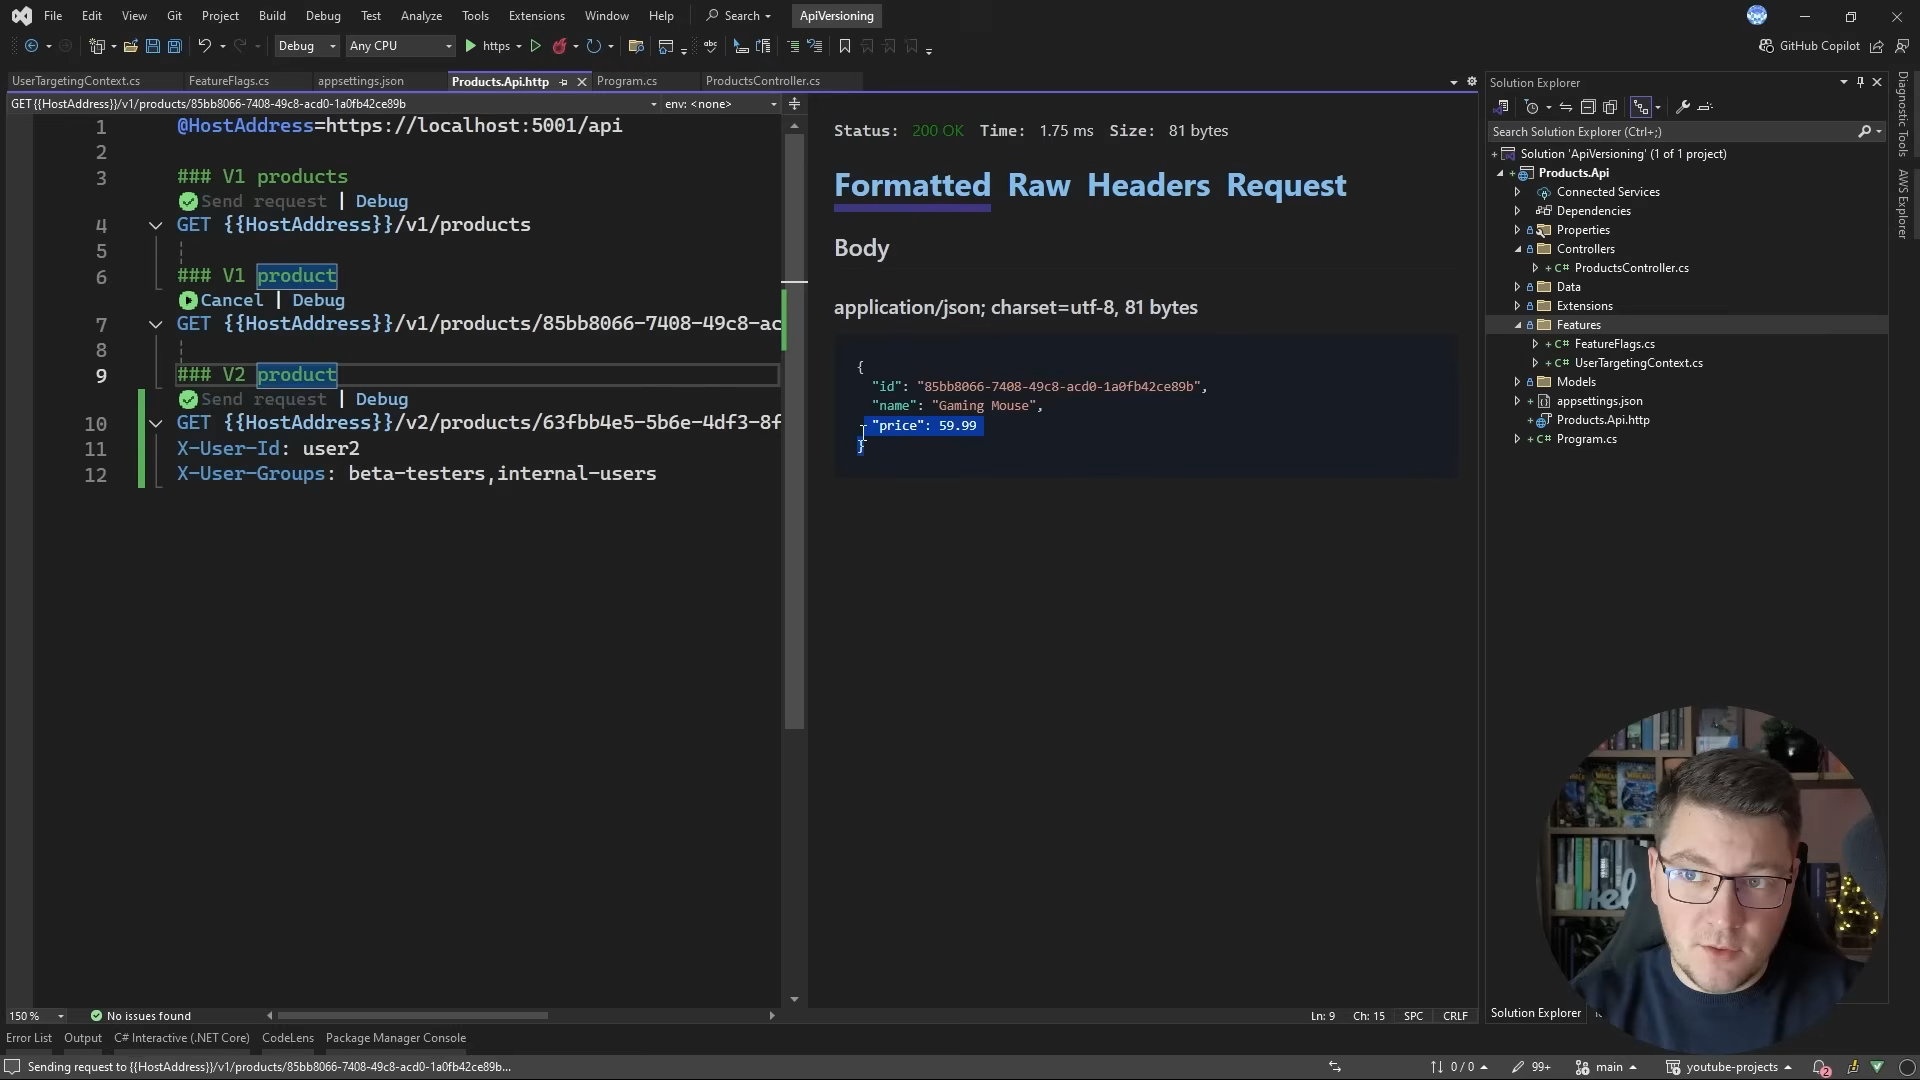 File Edit View Git Project Build Debug Test Analyze Tools Extensions Window Help Search ApiVersioning
Debug Any CPU https GitHub Copilot
UserTargetingContext.cs FeatureFlags.cs appsettings.json Products.Api.http Program.cs ProductsController.cs
GET {{HostAddress}}/v1/products/85bb8066-7408-49c8-acd0-1a0fb42ce89b env: <none>
1 @HostAddress=https://localhost:5001/api
2
3 ### V1 products
Send request | Debug
4 GET {{HostAddress}}/v1/products
5
6 ### V1 product
Cancel | Debug
7 GET {{HostAddress}}/v1/products/85bb8066-7408-49c8-ac
8
9 ### V2 product
Send request | Debug
10 GET {{HostAddress}}/v2/products/63fbb4e5-5b6e-4df3-8f
11 X-User-Id: user2
12 X-User-Groups: beta-testers,internal-users
Status: 200 OK Time: 1.75 ms Size: 81 bytes
Formatted Raw Headers Request
Body
application/json; charset=utf-8, 81 bytes
{
"id": "85bb8066-7408-49c8-acd0-1a0fb42ce89b",
"name": "Gaming Mouse",
"price": 59.99
}
Solution Explorer
Search Solution Explorer (Ctrl+;)
Solution 'ApiVersioning' (1 of 1 project)
Products.Api
Connected Services
Dependencies
Properties
Controllers
C# ProductsController.cs
Data
Extensions
Features
C# FeatureFlags.cs
C# UserTargetingContext.cs
Models
appsettings.json
Products.Api.http
C# Program.cs
Diagnostic Tools
AWS Explorer
150 % No issues found Ln: 9 Ch: 15 SPC CRLF
Solution Explorer
Error List Output C# Interactive (.NET Core) CodeLens Package Manager Console
Sending request to {{HostAddress}}/v1/products/85bb8066-7408-49c8-acd0-1a0fb42ce89b... 0 / 0 99+ main youtube-projects 2